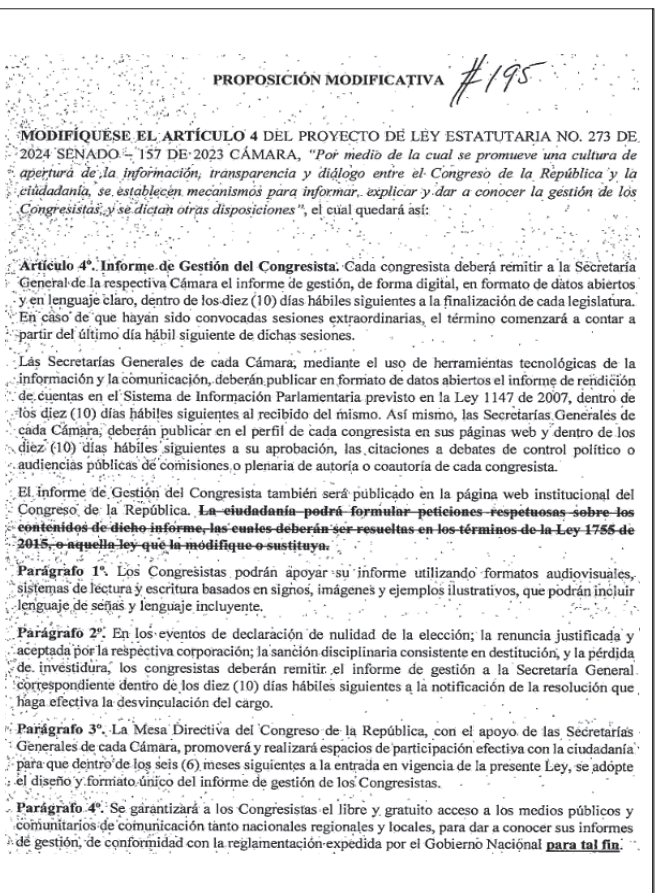 PROPOSICIÓN MODIFICATIVA #195
MODIFÍQUESE EL ARTÍCULO 4 DEL PROYECTO DE LEY ESTATUTARIA NO. 273 DE
2024 SENADO – 157 DE 2023 CÁMARA, "Por medio de la cual se promueve una cultura de
apertura de la información, transparencia y diálogo entre el Congreso de la República y la
ciudadanía, se establecen mecanismos para informar, explicar y dar a conocer la gestión de los
Congresistas, y se dictan otras disposiciones", el cual quedará así:
Artículo 4º. Informe de Gestión del Congresista. Cada congresista deberá remitir a la Secretaría
General de la respectiva Cámara el informe de gestión, de forma digital, en formato de datos abiertos
y en lenguaje claro, dentro de los diez (10) días hábiles siguientes a la finalización de cada legislatura.
En caso de que hayan sido convocadas sesiones extraordinarias, el término comenzará a contar a
partir del último día hábil siguiente de dichas sesiones.
Las Secretarías Generales de cada Cámara, mediante el uso de herramientas tecnológicas de la
información y la comunicación, deberán publicar en formato de datos abiertos el informe de rendición
de cuentas en el Sistema de Información Parlamentaria previsto en la Ley 1147 de 2007, dentro de
los diez (10) días hábiles siguientes al recibido del mismo. Así mismo, las Secretarías Generales de
cada Cámara, deberán publicar en el perfil de cada congresista en sus páginas web y dentro de los
diez (10) días hábiles siguientes a su aprobación, las citaciones a debates de control político o
audiencias públicas de comisiones o plenaria de autoría o coautoría de cada congresista.
El informe de Gestión del Congresista también será publicado en la página web institucional del
Congreso de la República. La ciudadanía podrá formular peticiones respetuosas sobre los
contenidos de dicho informe, las cuales deberán ser resueltas en los términos de la Ley 1755 de
2015, o aquella ley que la modifique o sustituya.
Parágrafo 1º. Los Congresistas podrán apoyar su informe utilizando formatos audiovisuales,
sistemas de lectura y escritura basados en signos, imágenes y ejemplos ilustrativos, que podrán incluir
lenguaje de señas y lenguaje incluyente.
Parágrafo 2º. En los eventos de declaración de nulidad de la elección; la renuncia justificada y
aceptada por la respectiva corporación; la sanción disciplinaria consistente en destitución, y la pérdida
de investidura, los congresistas deberán remitir el informe de gestión a la Secretaría General
correspondiente dentro de los diez (10) días hábiles siguientes a la notificación de la resolución que
haga efectiva la desvinculación del cargo.
Parágrafo 3º. La Mesa Directiva del Congreso de la República, con el apoyo de las Secretarías
Generales de cada Cámara, promoverá y realizará espacios de participación efectiva con la ciudadanía
para que dentro de los seis (6) meses siguientes a la entrada en vigencia de la presente Ley, se adopte
el diseño y formato único del informe de gestión de los Congresistas.
Parágrafo 4º. Se garantizará a los Congresistas el libre y gratuito acceso a los medios públicos y
comunitarios de comunicación tanto nacionales regionales y locales, para dar a conocer sus informes
de gestión, de conformidad con la reglamentación expedida por el Gobierno Nacional para tal fin.